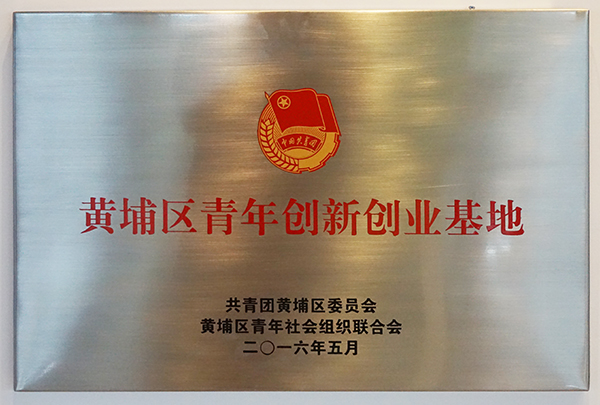 中国共青团
黄埔区青年创新创业基地
共青团黄埔区委员会
黄埔区青年社会组织联合会
二〇一六年五月